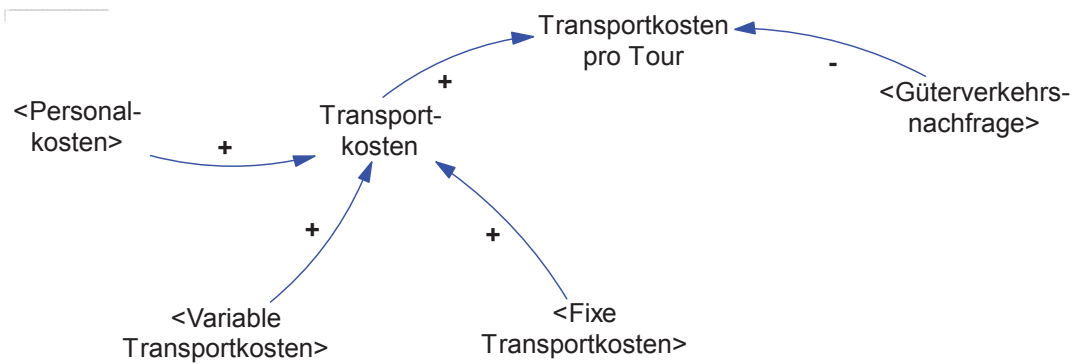 Transportkosten
pro Tour
-
+
<Güterverkehrs-
nachfrage>
<Personal-
kosten>
Transport-
kosten
+
+
+
<Variable
Transportkosten>
<Fixe
Transportkosten>